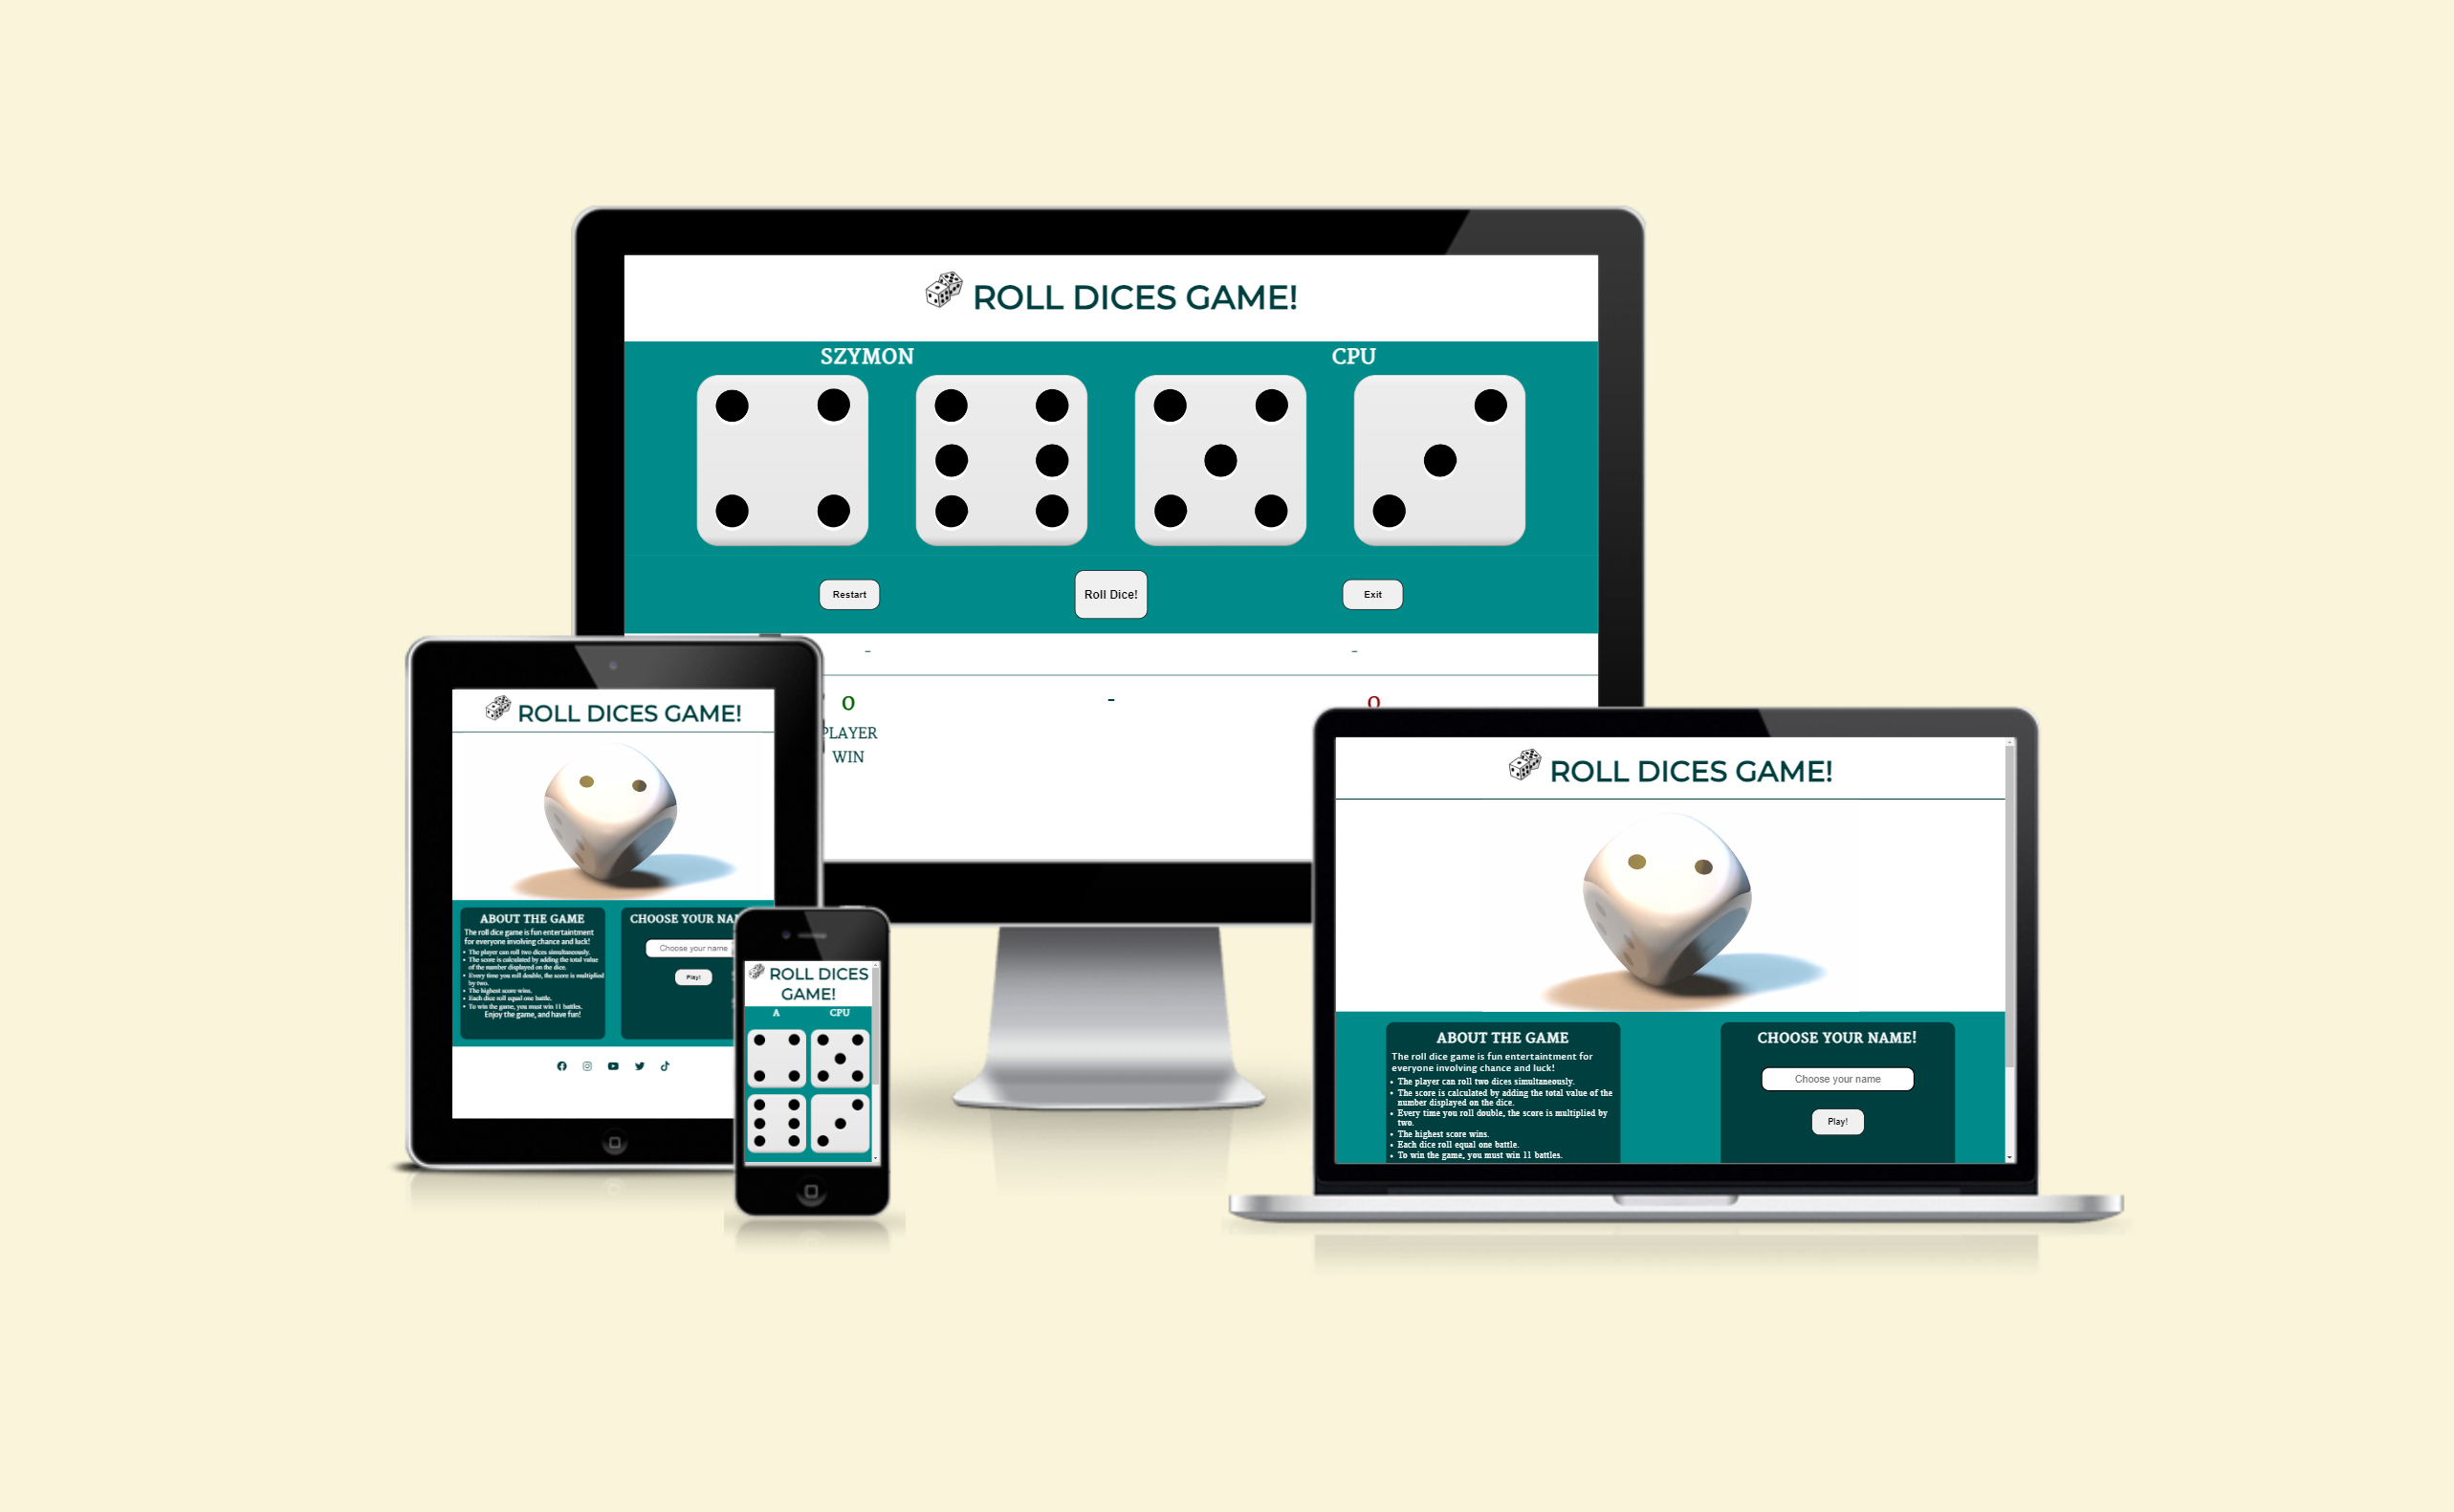 ROLL DICES GAME!
SZYMON
CPU
Restart
Roll Dice!
Exit
-
-
0
-
0
PLAYER
WIN
ROLL DICES GAME!
ABOUT THE GAME
The roll dice game is fun entertaintment
for everyone involving chance and luck!
• The player can roll two dices simultaneously.
• The score is calculated by adding the total value
of the number displayed on the dice.
• Every time you roll double, the score is multiplied
by two.
• The highest score wins.
• Each dice roll equal one battle.
• To win the game, you must win 11 battles.
Enjoy the game, and have fun!
CHOOSE YOUR NA
Choose your name
Play!
ROLL DICES
GAME!
A
CPU
ROLL DICES GAME!
ABOUT THE GAME
The roll dice game is fun entertaintment for
everyone involving chance and luck!
• The player can roll two dices simultaneously.
• The score is calculated by adding the total value of the
number displayed on the dice.
• Every time you roll double, the score is multiplied by
two.
• The highest score wins.
• Each dice roll equal one battle.
• To win the game, you must win 11 battles.
CHOOSE YOUR NAME!
Choose your name
Play!